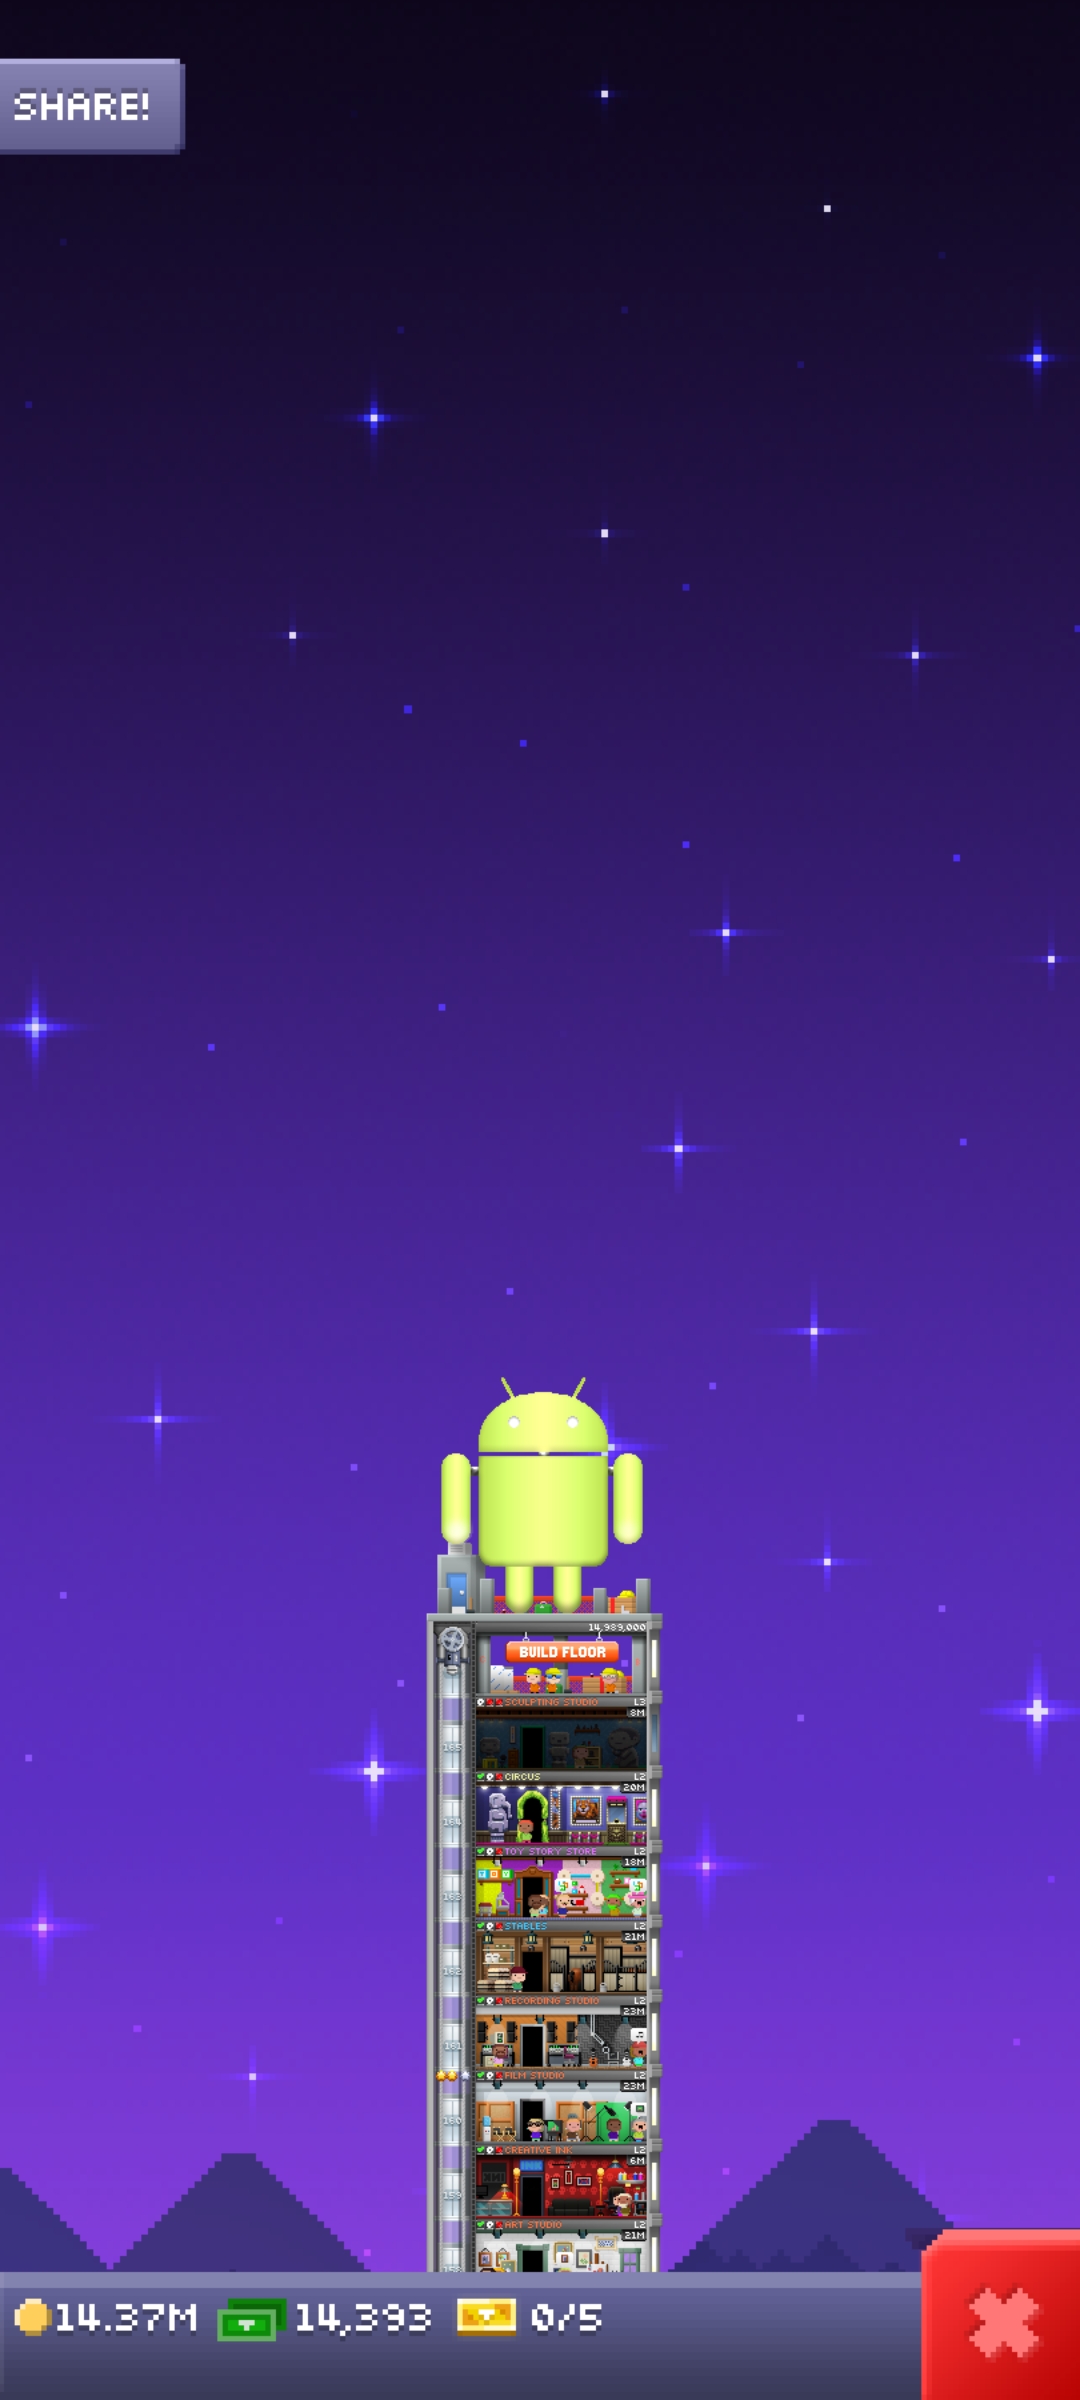 SHARE!
14,989,000
BUILD FLOOR
SCULPTING STUDIO L3
8M
165
CIRCUS L2
20M
164
TOY STORY STORE L2
18M
TOY
163
STABLES L2
21M
162
RECORDING STUDIO L2
23M
161
FILM STUDIO L2
23M
160
CREATIVE INK L2
6M
INK
159
ART STUDIO L2
21M
14.37M 14,393 0/5